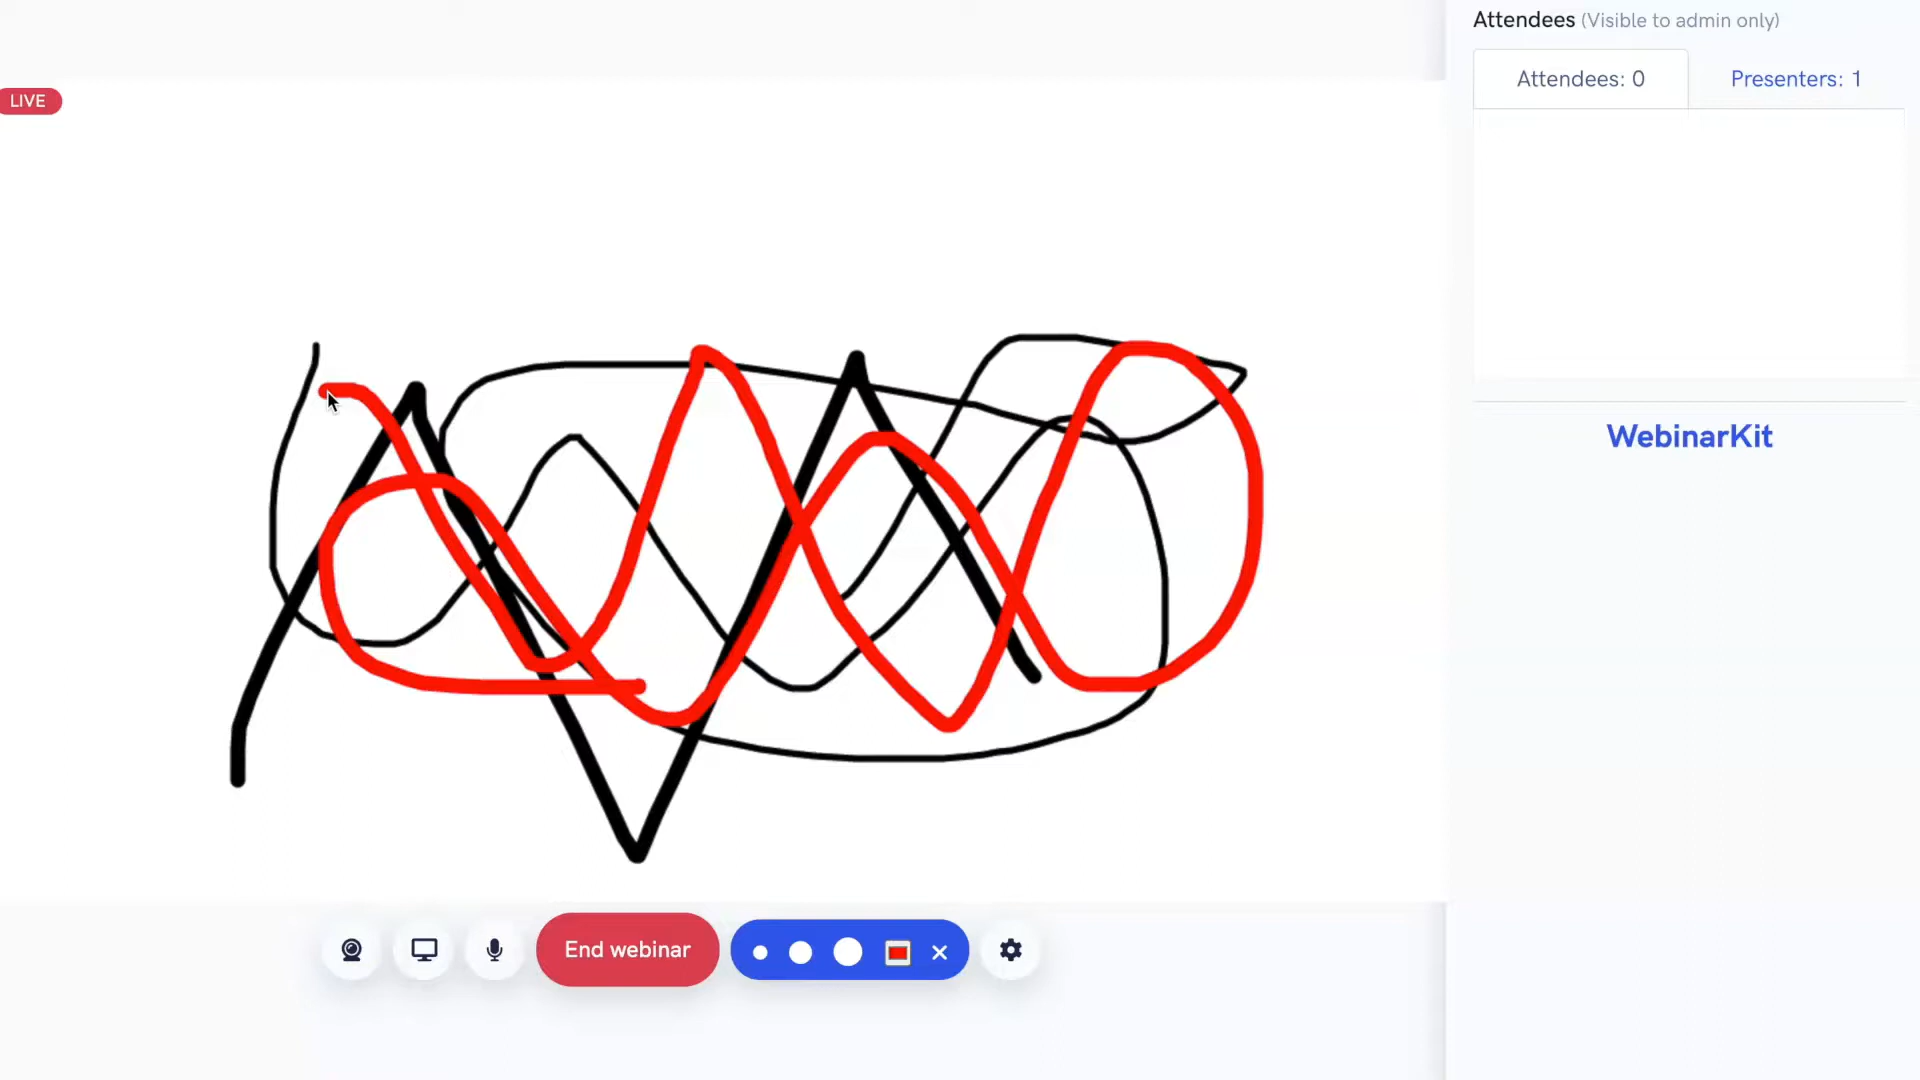 Attendees (Visible to admin only)
Attendees: 0
Presenters: 1
LIVE
WebinarKit
End webinar